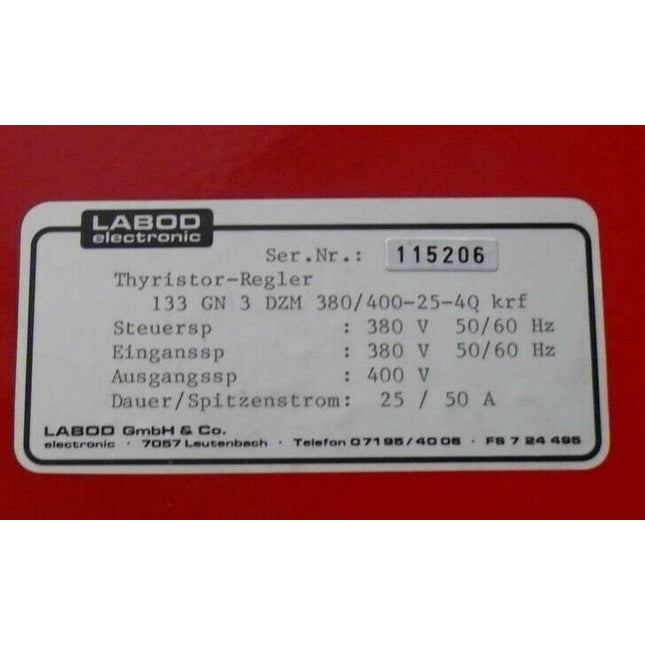 LABOD
electronic
Ser.Nr.: 115206
Thyristor-Regler
133 GN 3 DZM 380/400-25-4Q krf
Steuersp : 380 V 50/60 Hz
Einganssp : 380 V 50/60 Hz
Ausgangssp : 400 V
Dauer/Spitzenstrom: 25 / 50 A
LABOD GmbH & Co.
electronic · 7057 Leutenbach · Telefon 07195/4006 · FS 7 24 495